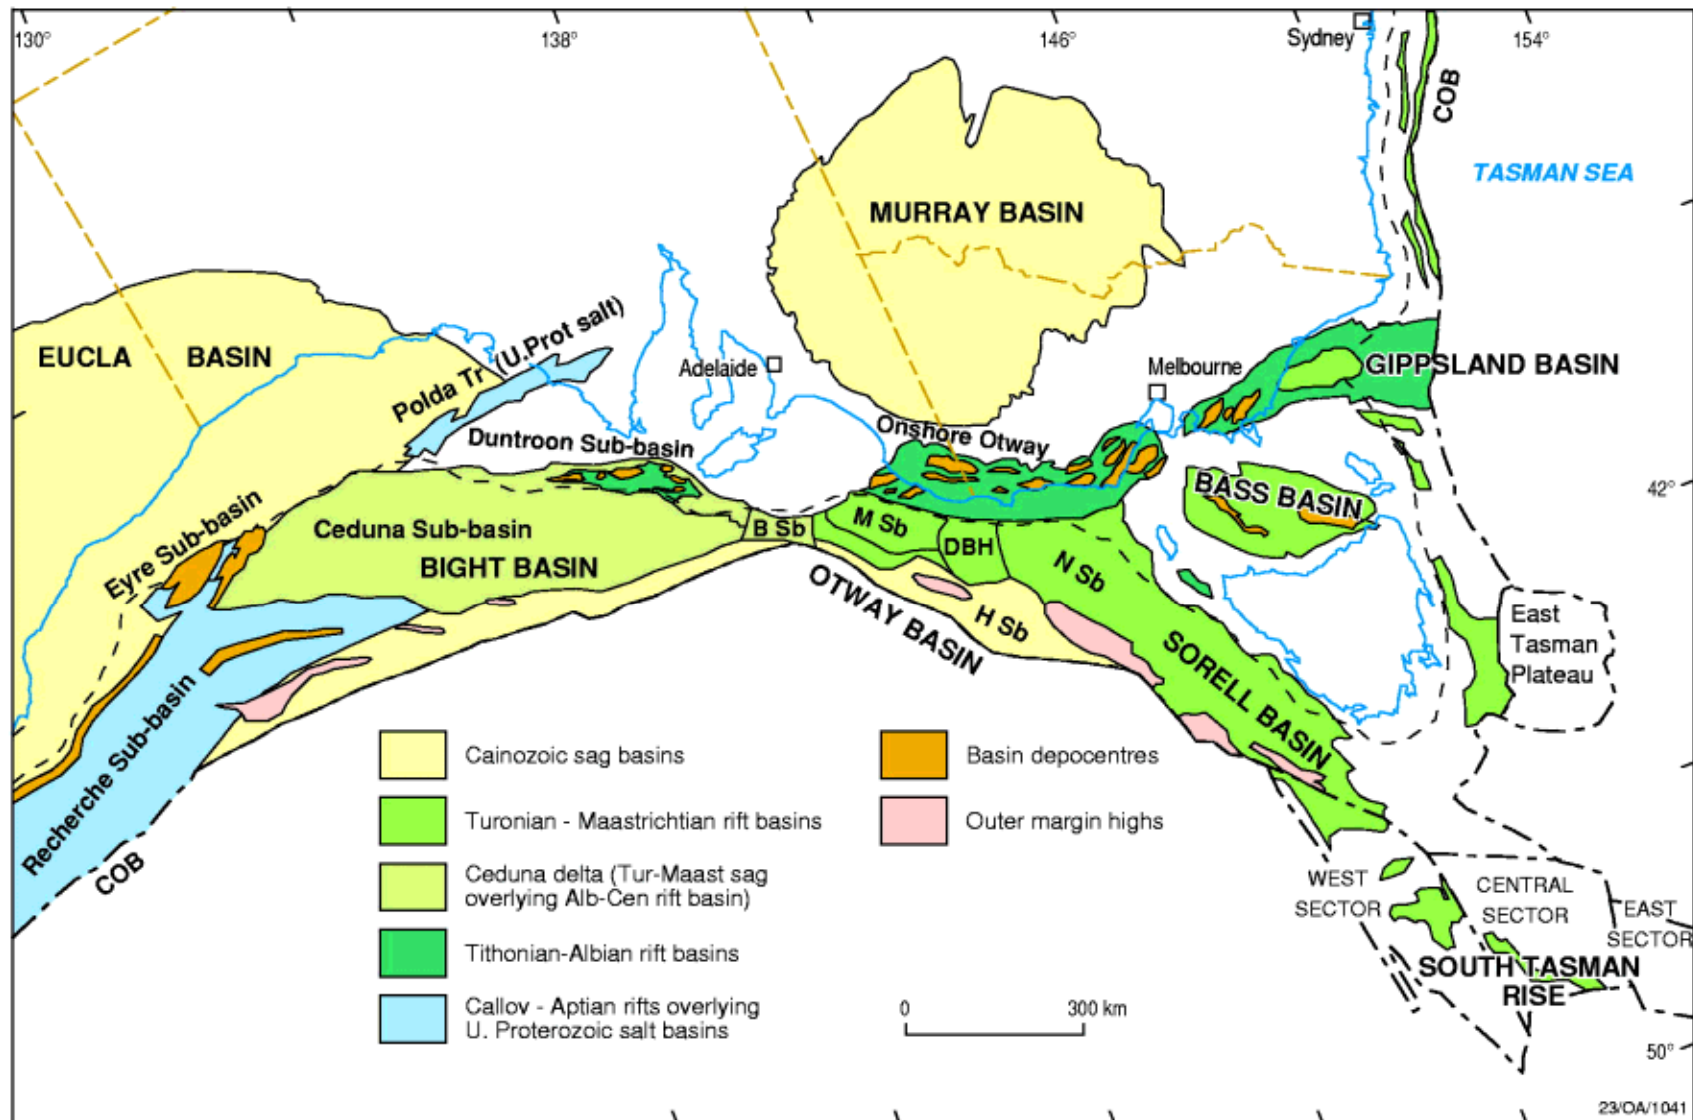 130°
138°
146°
154°
Sydney
COB
TASMAN SEA
MURRAY BASIN
EUCLA BASIN
Polda Tr (U.Prot salt)
Adelaide
Melbourne
GIPPSLAND BASIN
Duntroon Sub-basin
Onshore Otway
42°
BASS BASIN
Eyre Sub-basin
Ceduna Sub-basin
BIGHT BASIN
B Sb
M Sb
DBH
N Sb
H Sb
OTWAY BASIN
SORELL BASIN
East
Tasman
Plateau
Recherche Sub-basin
COB
Cainozoic sag basins
Turonian - Maastrichtian rift basins
Ceduna delta (Tur-Maast sag
overlying Alb-Cen rift basin)
Tithonian-Albian rift basins
Callov - Aptian rifts overlying
U. Proterozoic salt basins
Basin depocentres
Outer margin highs
0 300 km
WEST
SECTOR
CENTRAL
SECTOR
EAST
SECTOR
SOUTH TASMAN
RISE
50°
23/OA/1041